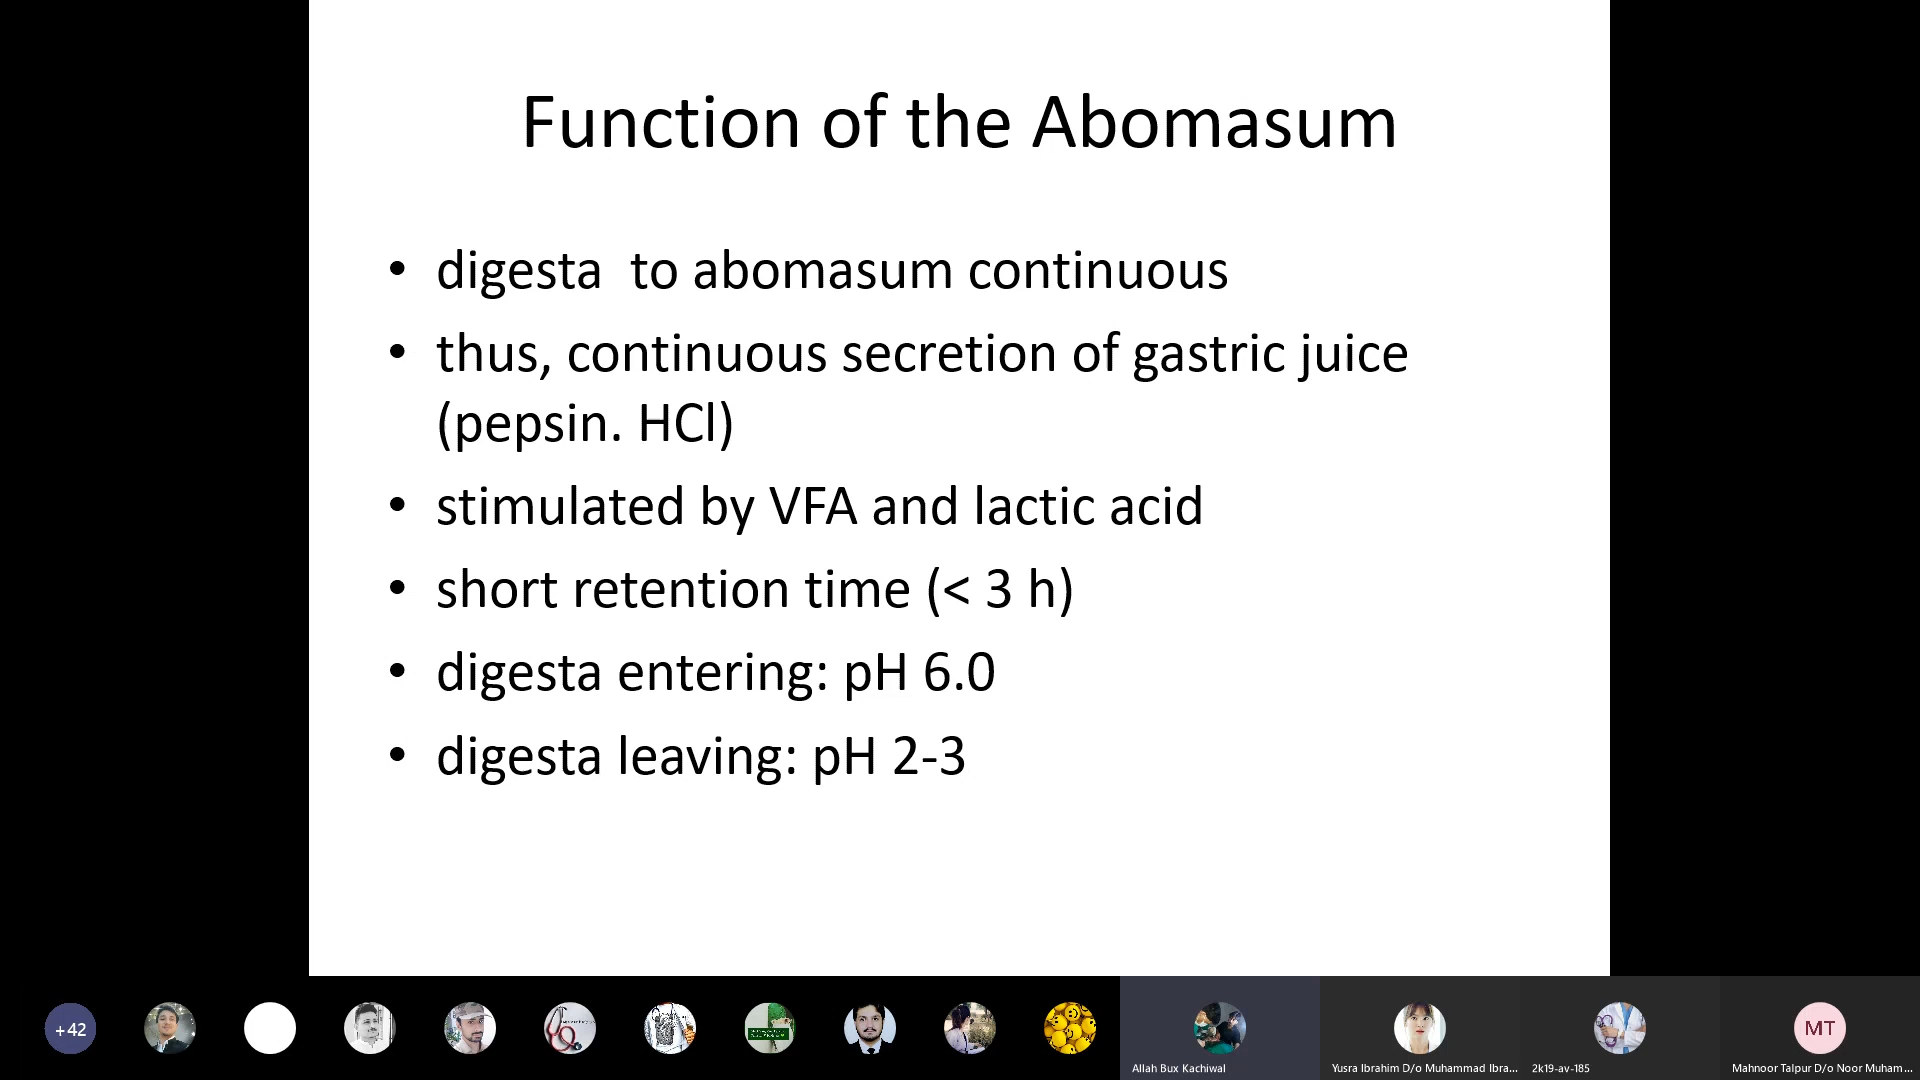 Function of the Abomasum
• digesta  to abomasum continuous
• thus, continuous secretion of gastric juice
(pepsin. HCl)
• stimulated by VFA and lactic acid
• short retention time (< 3 h)
• digesta entering: pH 6.0
• digesta leaving: pH 2-3
+42
MT
Allah Bux Kachiwal
Yusra Ibrahim D/o Muhammad Ibra...
2k19-av-185
Mahnoor Talpur D/o Noor Muham...